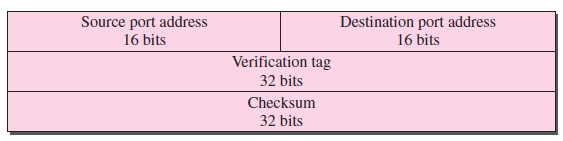 Source port address
16 bits
Destination port address
16 bits
Verification tag
32 bits
Checksum
32 bits